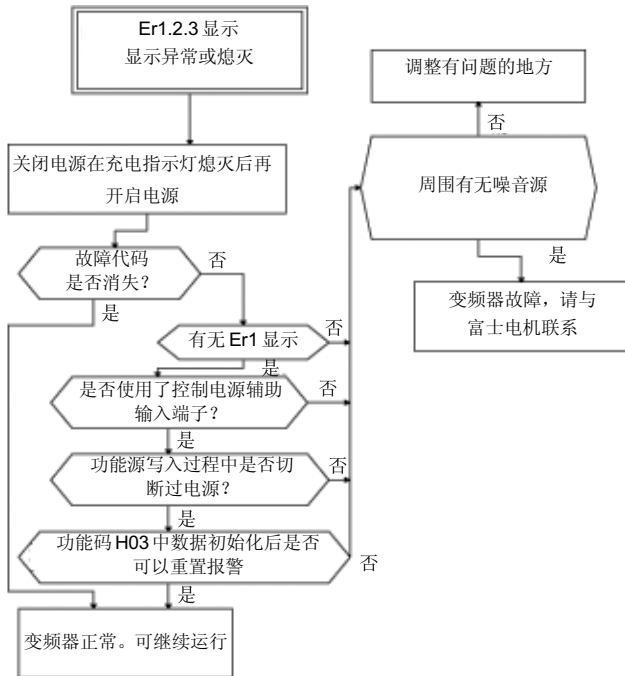 Er1.2.3 显示
显示异常或熄灭
关闭电源在充电指示灯熄灭后再
开启电源
故障代码
是否消失？
否
是
有无 Er1 显示
否
是
是否使用了控制电源辅助
输入端子？
否
是
功能源写入过程中是否切
断过电源？
否
是
功能码 H03 中数据初始化后是否
可以重置报警
否
是
变频器正常。可继续运行
调整有问题的地方
否
周围有无噪音源
是
变频器故障，请与
富士电机联系